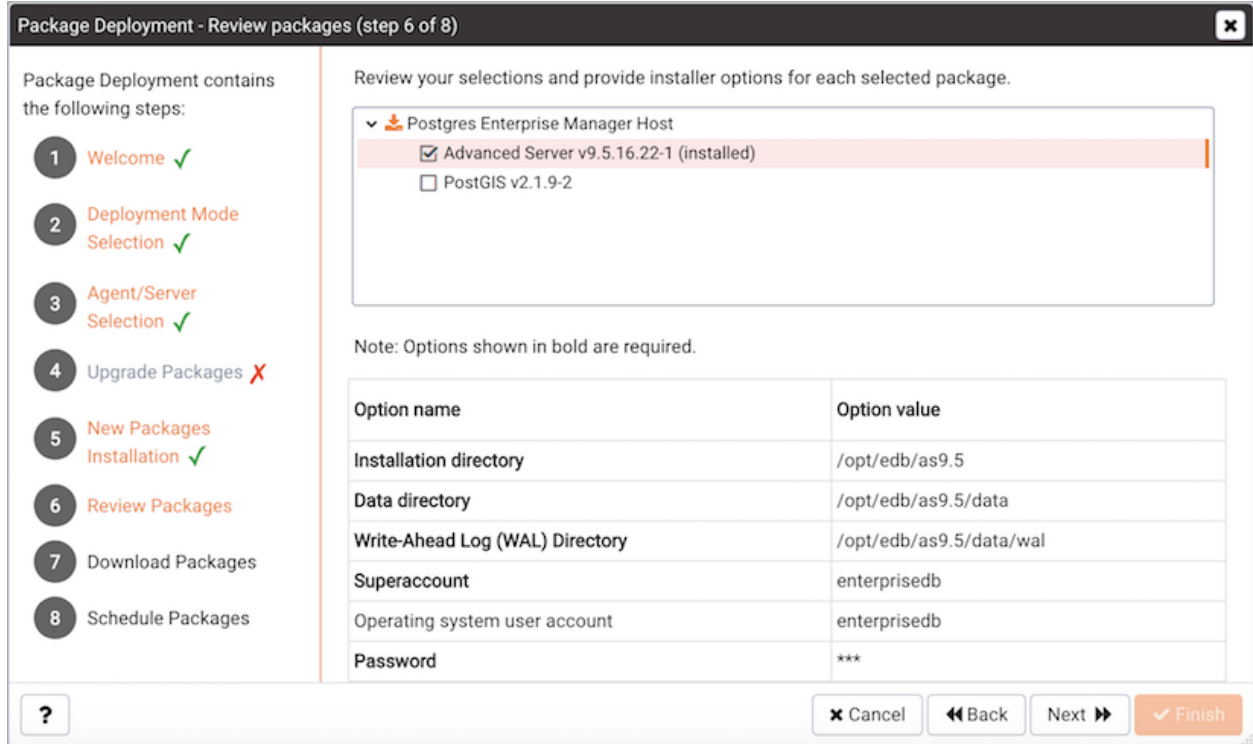 Package Deployment - Review packages (step 6 of 8)
Package Deployment contains
the following steps:
1 Welcome
2 Deployment Mode
Selection
3 Agent/Server
Selection
4 Upgrade Packages
5 New Packages
Installation
6 Review Packages
7 Download Packages
8 Schedule Packages
Review your selections and provide installer options for each selected package.
Postgres Enterprise Manager Host
Advanced Server v9.5.16.22-1 (installed)
PostGIS v2.1.9-2
Note: Options shown in bold are required.
Option name Option value
Installation directory /opt/edb/as9.5
Data directory /opt/edb/as9.5/data
Write-Ahead Log (WAL) Directory /opt/edb/as9.5/data/wal
Superaccount enterprisedb
Operating system user account enterprisedb
Password ***
? Cancel Back Next Finish